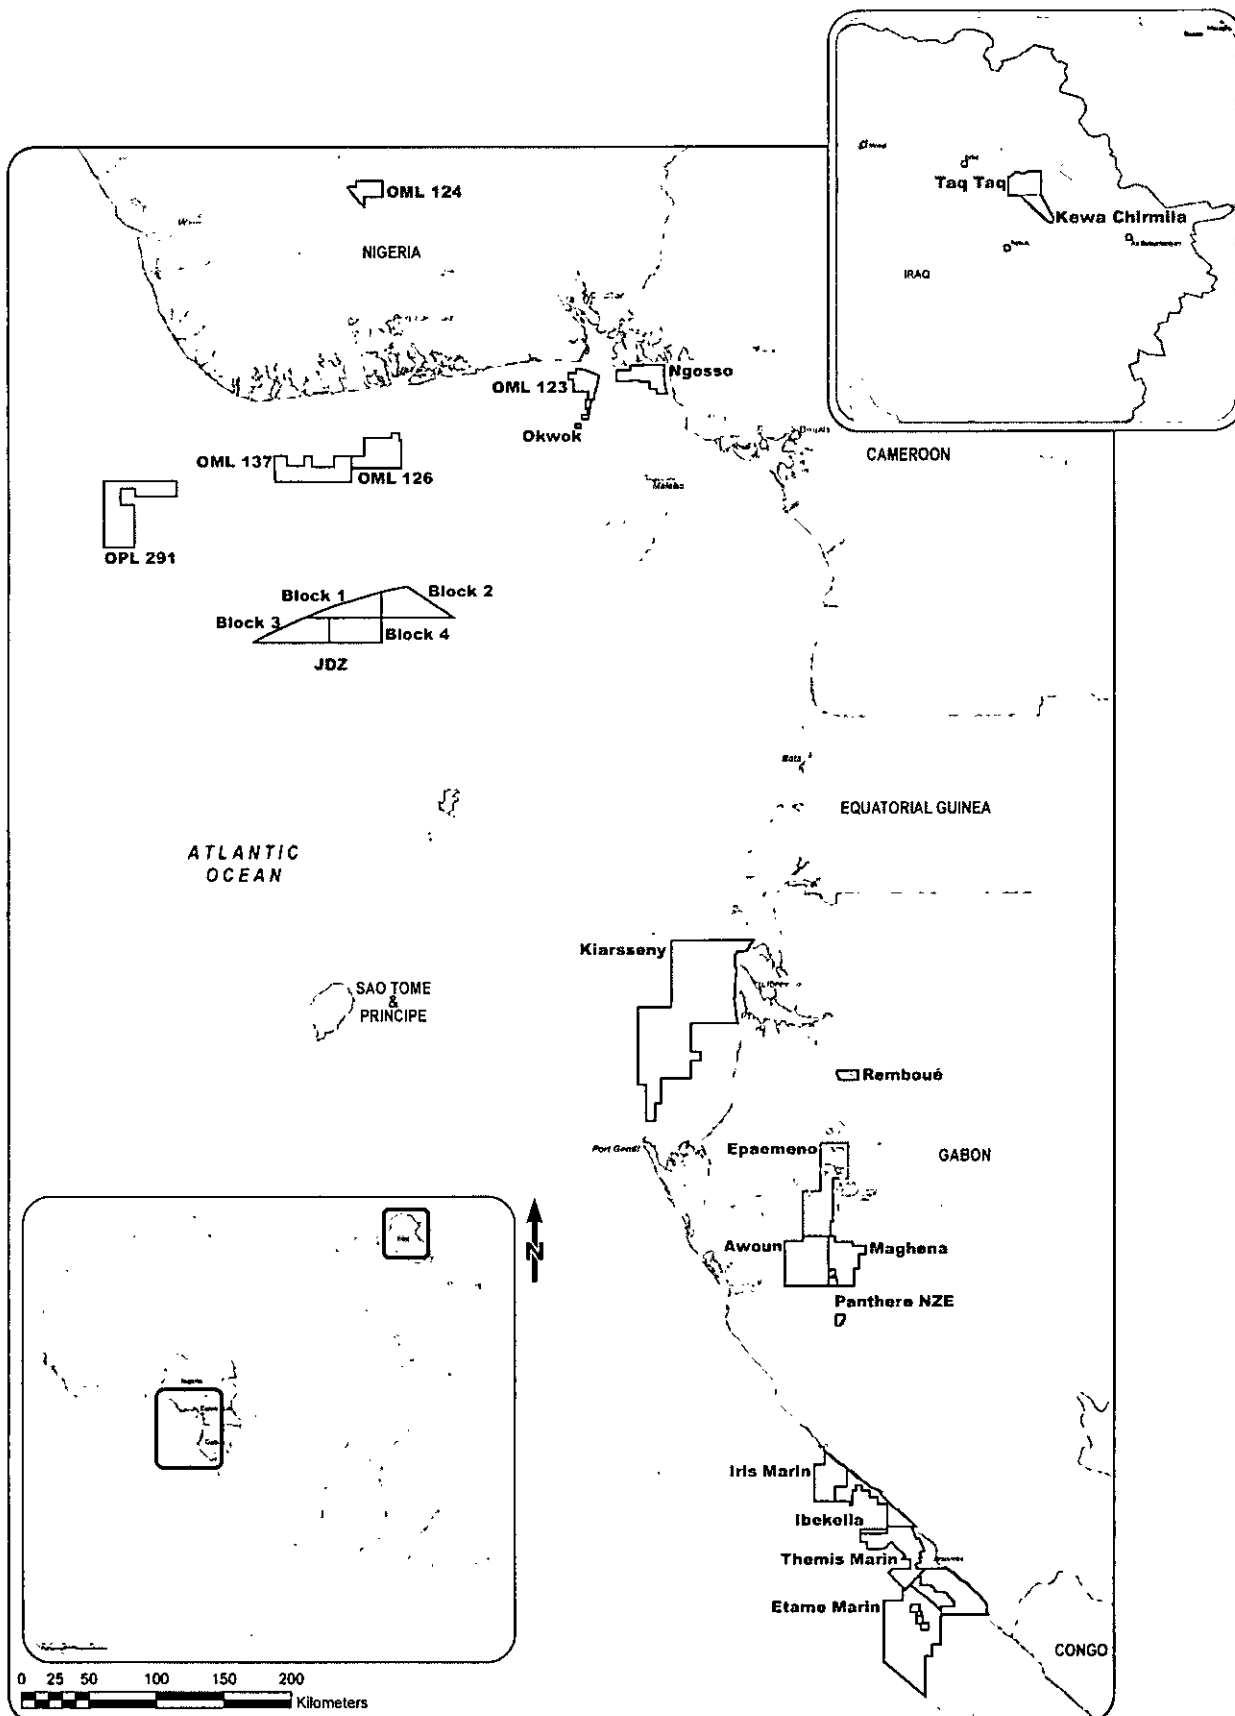 Taq Taq
Kewa Chirmila
IRAQ
OML 124
NIGERIA
OML 123
Ngosso
Okwok
CAMEROON
OML 137
OML 126
Malabo
OPL 291
Block 1
Block 2
Block 3
Block 4
JDZ
Bata
EQUATORIAL GUINEA
ATLANTIC
OCEAN
Kiarsseny
SAO TOME
&
PRINCIPE
Remboué
Port Gentil
Epaemeno
GABON
Awoun
Maghena
N
Panthere NZE
Iris Marin
Ibekelia
Themis Marin
Etame Marin
CONGO
0 25 50 100 150 200
Kilometers